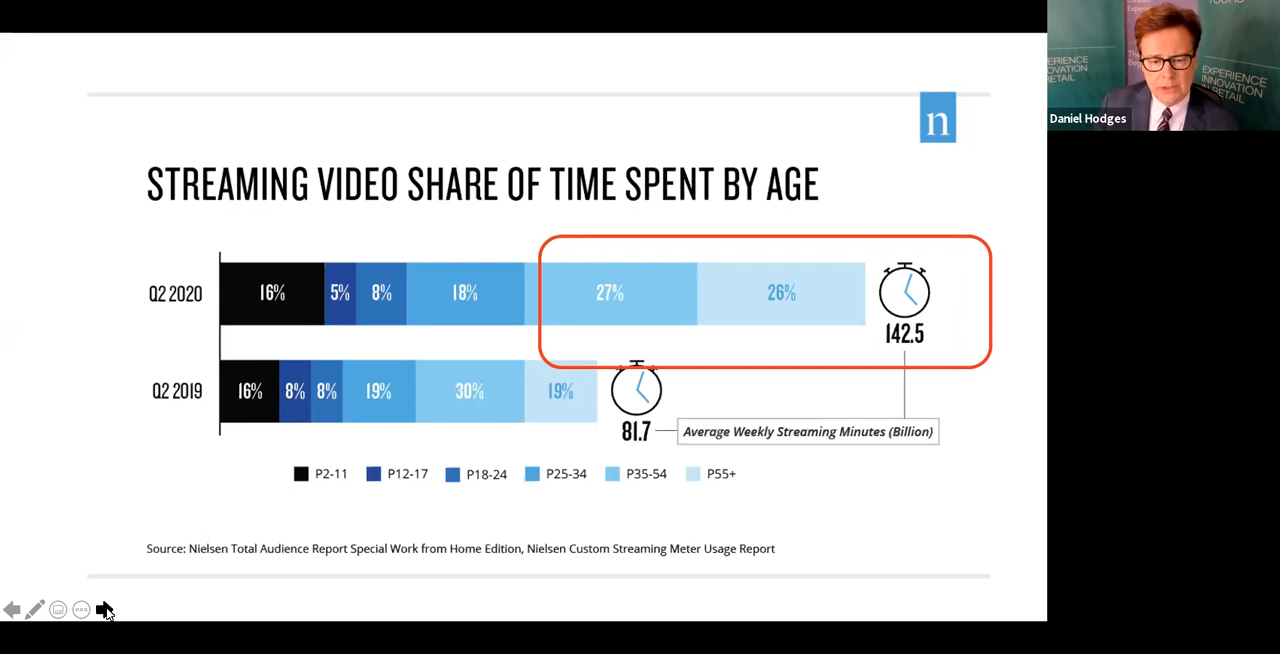 n
STREAMING VIDEO SHARE OF TIME SPENT BY AGE
Q2 2020
16% 5% 8% 18% 27% 26%
142.5
Q2 2019
16% 8% 8% 19% 30% 19%
81.7
Average Weekly Streaming Minutes (Billion)
P2-11 P12-17 P18-24 P25-34 P35-54 P55+
Source: Nielsen Total Audience Report Special Work from Home Edition, Nielsen Custom Streaming Meter Usage Report
EXPERIENCE
INNOVATION
IN RETAIL
Daniel Hodges